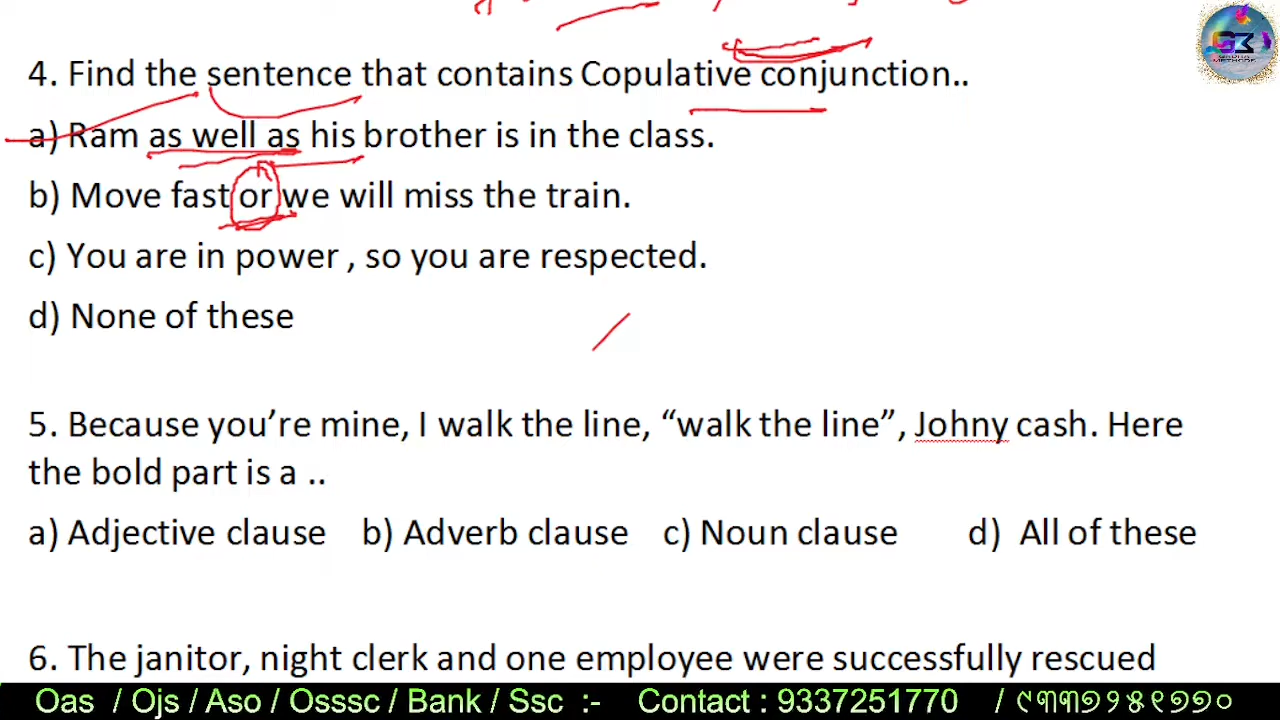 4. Find the sentence that contains Copulative conjunction..
a) Ram as well as his brother is in the class.
b) Move fast or we will miss the train.
c) You are in power , so you are respected.
d) None of these
5. Because you’re mine, I walk the line, “walk the line”, Johny cash. Here
the bold part is a ..
a) Adjective clause b) Adverb clause c) Noun clause d) All of these
6. The janitor, night clerk and one employee were successfully rescued
Oas / Ojs / Aso / Osssc / Bank / Ssc :- Contact : 9337251770 / ୯୩୩୭୨୫୧୭୭୦